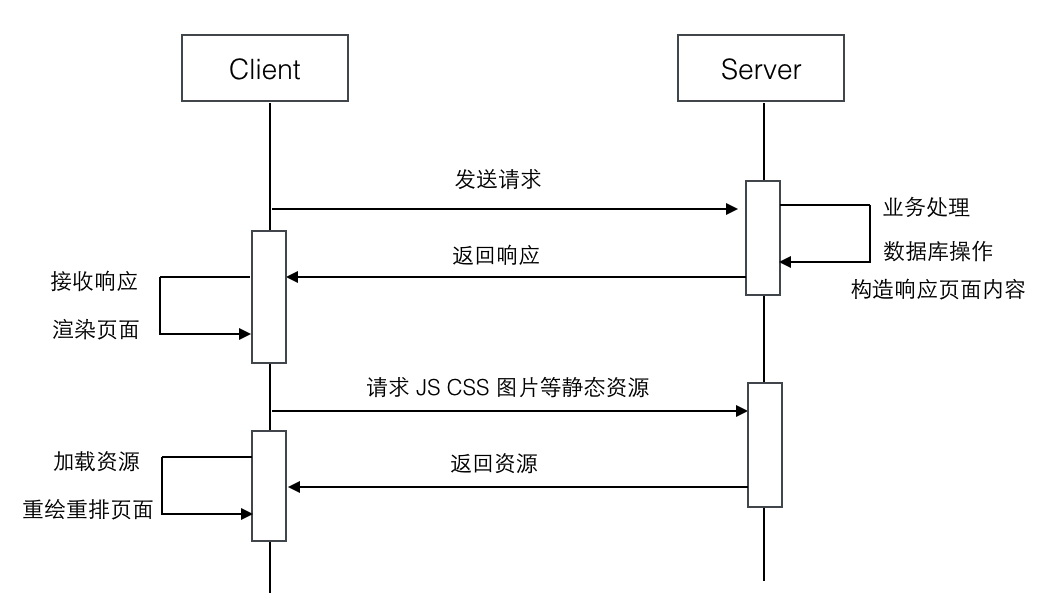 Client
Server
发送请求
业务处理
返回响应
数据库操作
接收响应
构造响应页面内容
渲染页面
请求 JS CSS 图片等静态资源
加载资源
返回资源
重绘重排页面